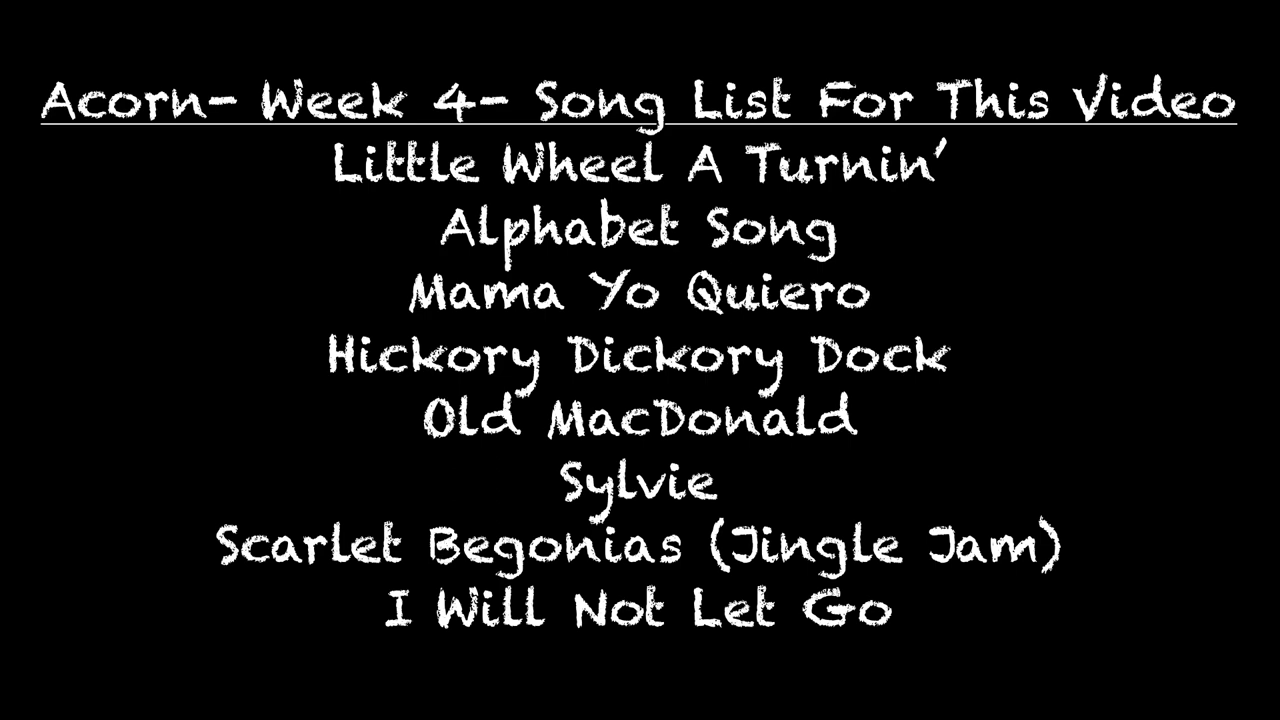 Acorn- Week 4- Song List For This Video
Little Wheel A Turnin’
Alphabet Song
Mama Yo Quiero
Hickory Dickory Dock
Old MacDonald
Sylvie
Scarlet Begonias (Jingle Jam)
I Will Not Let Go